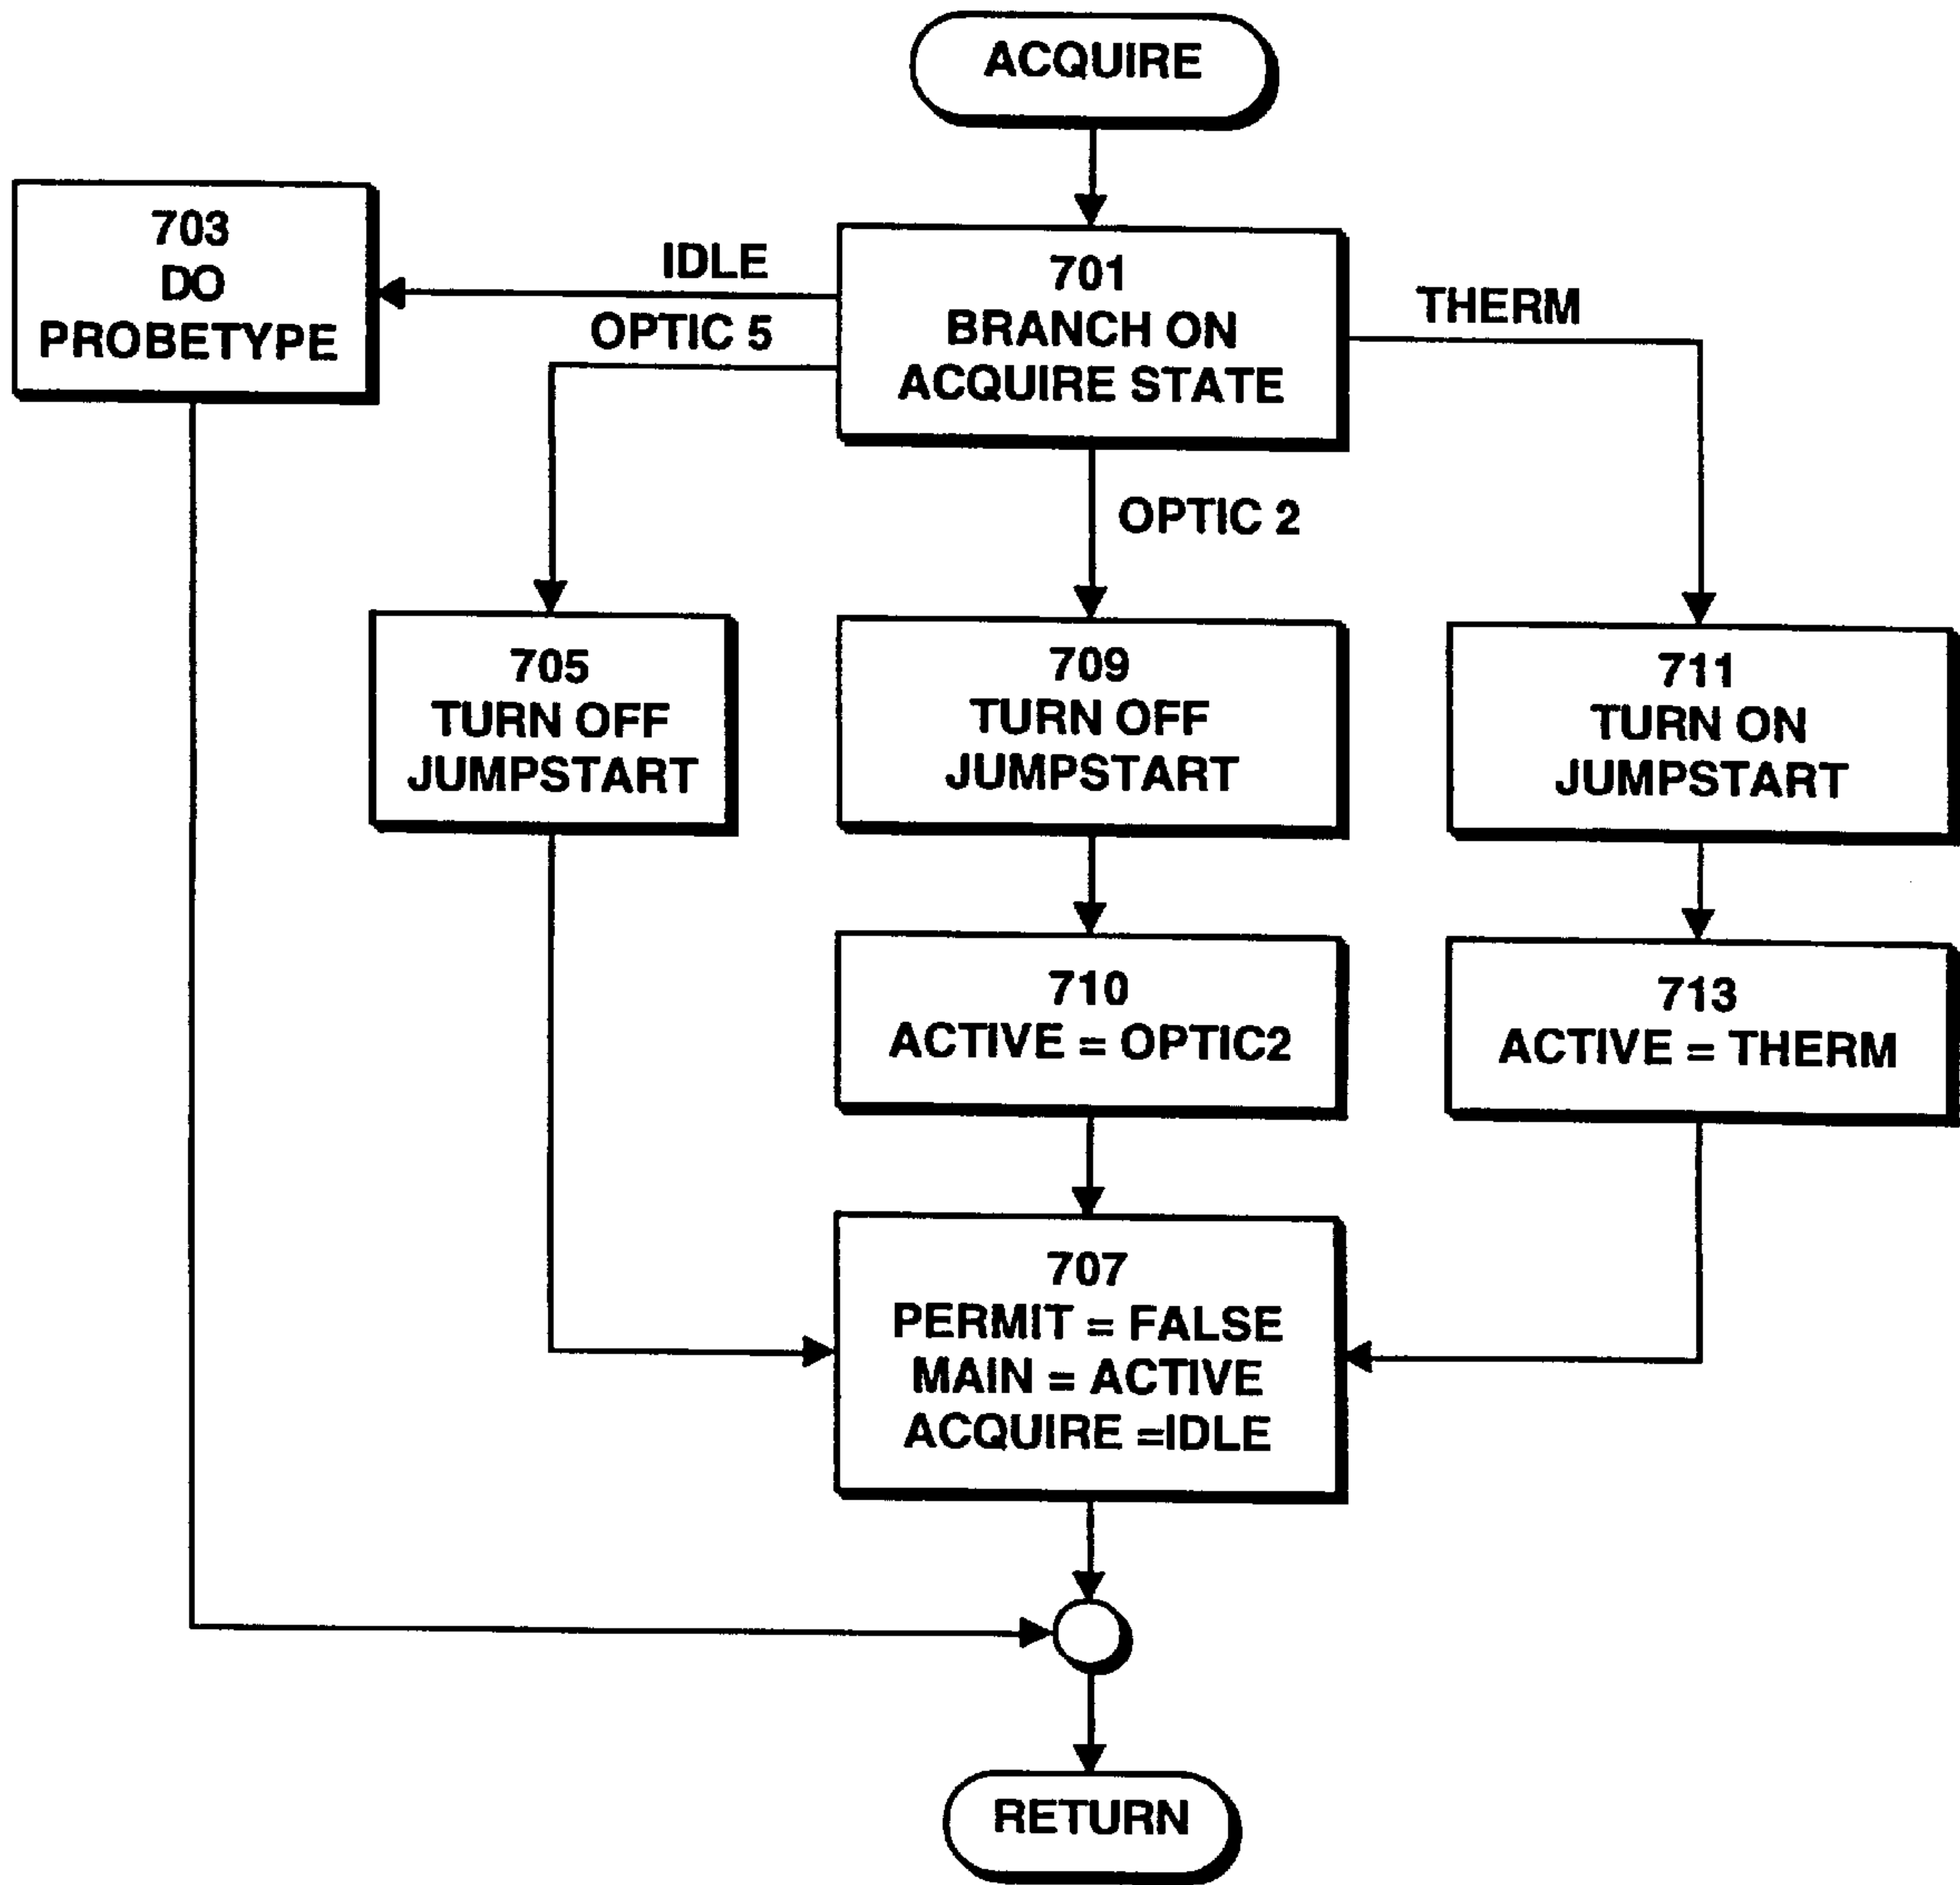 ACQUIRE
703
DO
PROBETYPE
IDLE
OPTIC 5
701
BRANCH ON
ACQUIRE STATE
THERM
OPTIC 2
705
TURN OFF
JUMPSTART
709
TURN OFF
JUMPSTART
711
TURN ON
JUMPSTART
710
ACTIVE = OPTIC2
713
ACTIVE = THERM
707
PERMIT = FALSE
MAIN = ACTIVE
ACQUIRE =IDLE
RETURN